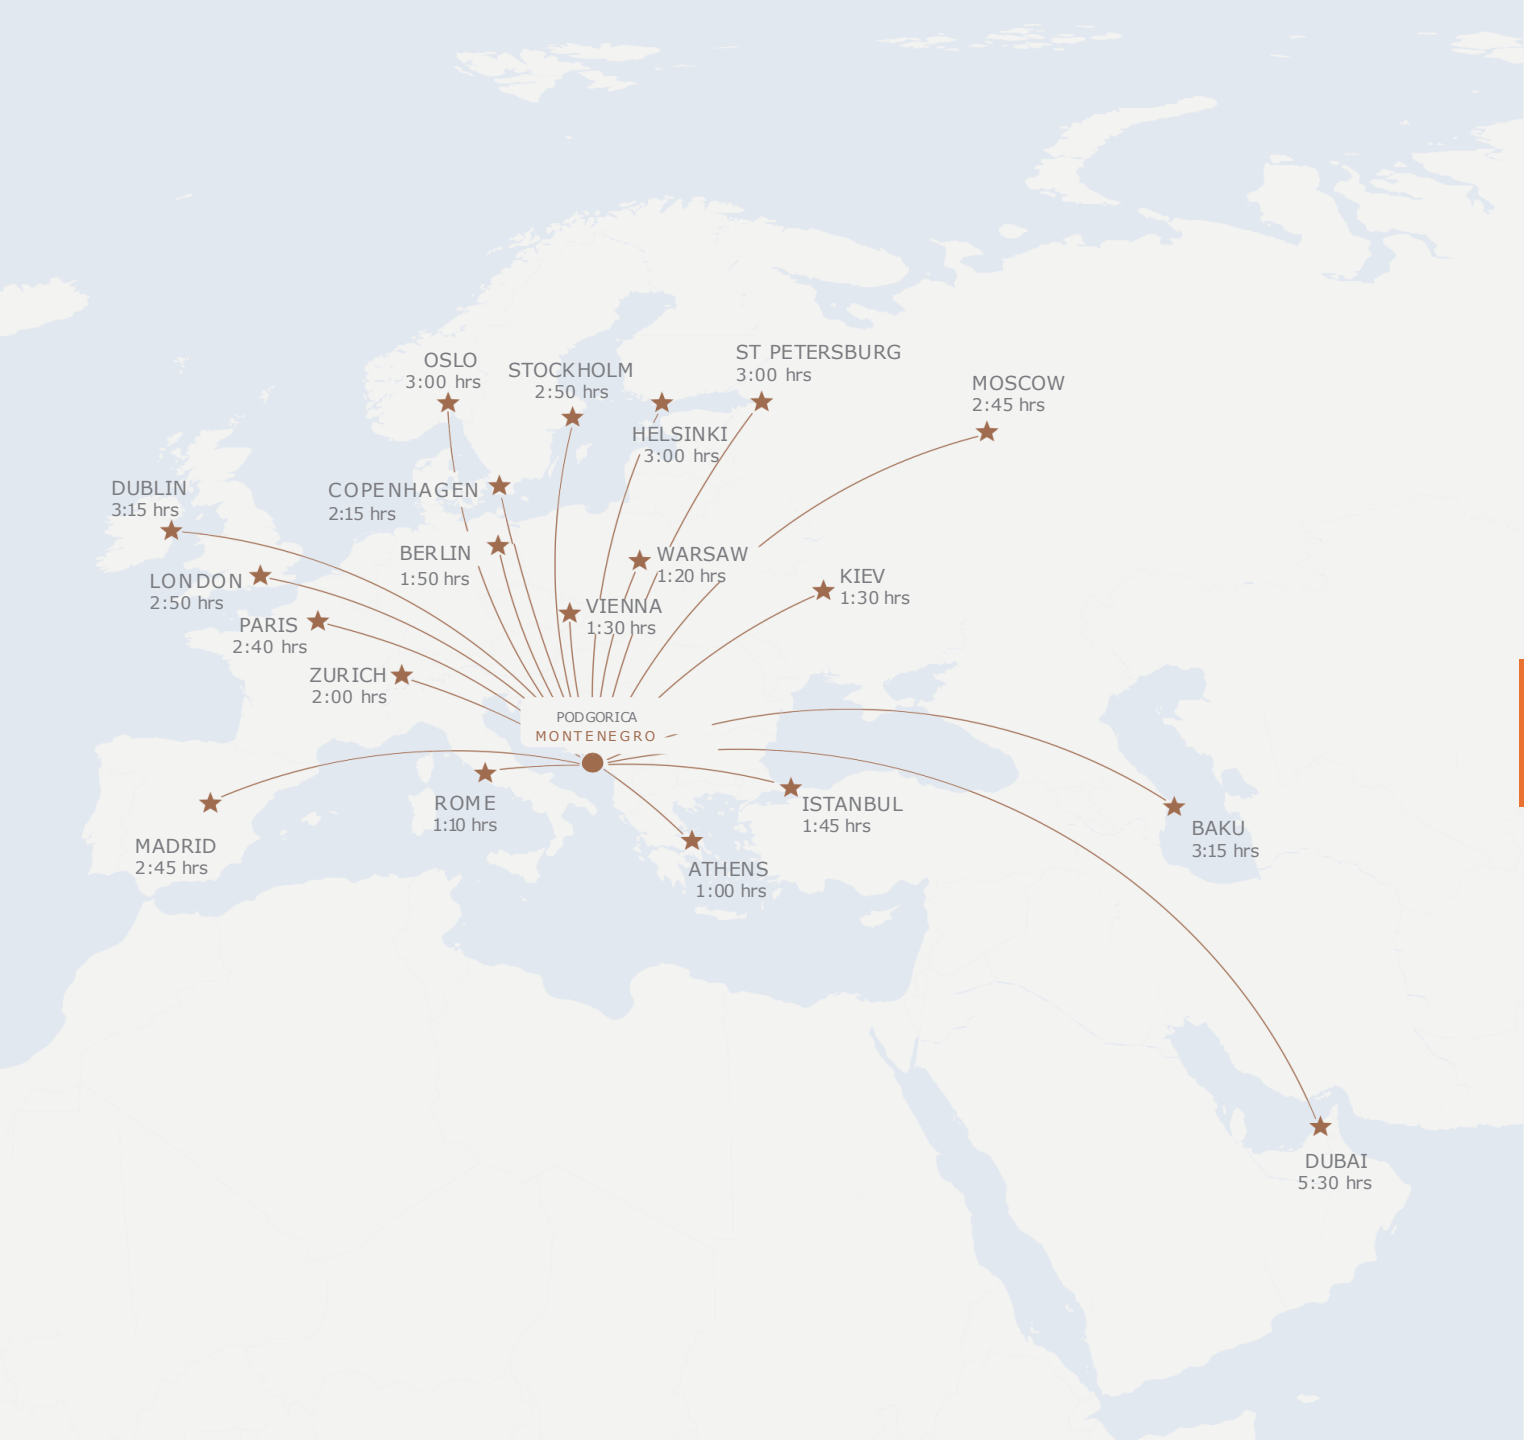 ST PETERSBURG
3:00 hrs
OSLO
3:00 hrs
STOCKHOLM
2:50 hrs
MOSCOW
2:45 hrs
HELSINKI
3:00 hrs
DUBLIN
3:15 hrs
COPENHAGEN
2:15 hrs
BERLIN
1:50 hrs
WARSAW
1:20 hrs
LONDON
2:50 hrs
KIEV
1:30 hrs
VIENNA
1:30 hrs
PARIS
2:40 hrs
ZURICH
2:00 hrs
PODGORICA
MONTENEGRO
ROME
1:10 hrs
ISTANBUL
1:45 hrs
MADRID
2:45 hrs
BAKU
3:15 hrs
ATHENS
1:00 hrs
DUBAI
5:30 hrs